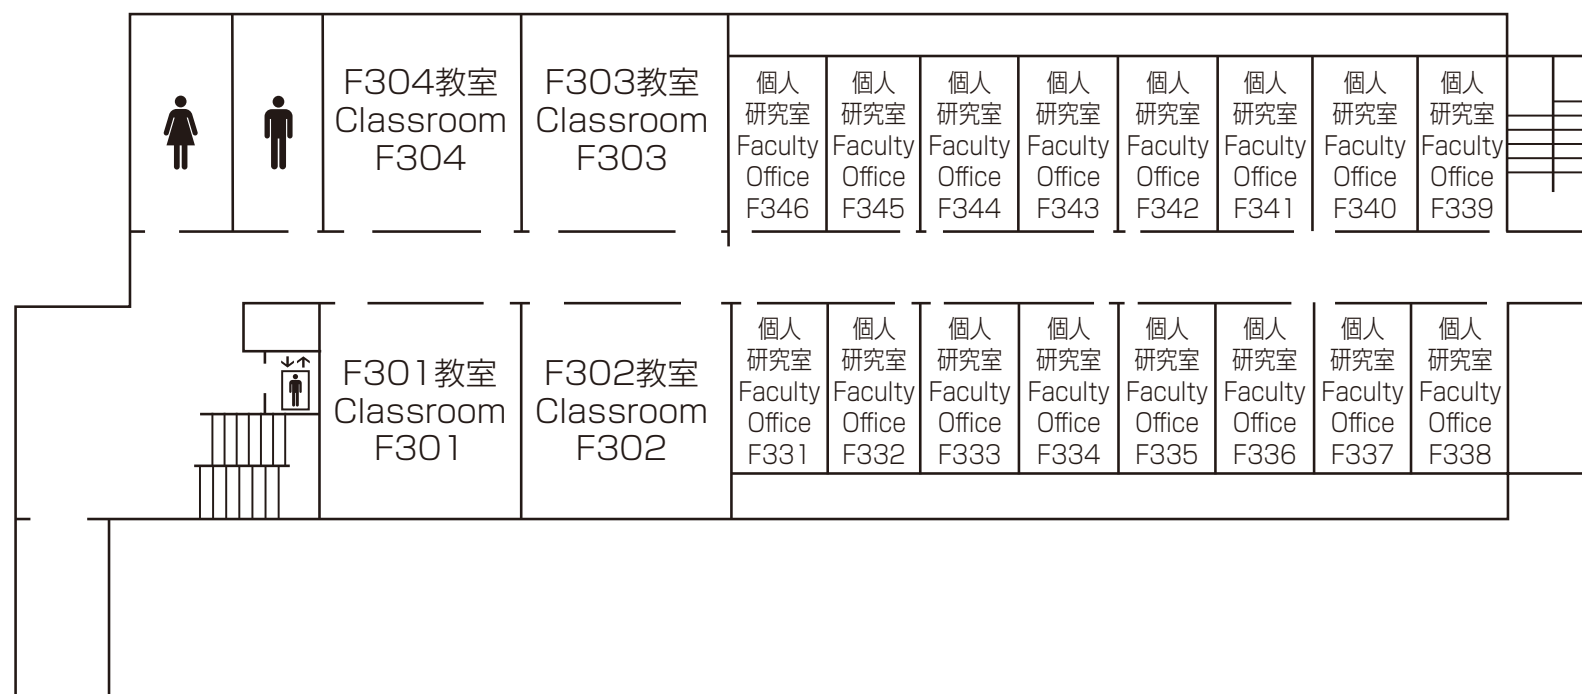 F304教室
Classroom
F304
F303教室
Classroom
F303
個人
研究室
Faculty
Office
F346
個人
研究室
Faculty
Office
F345
個人
研究室
Faculty
Office
F344
個人
研究室
Faculty
Office
F343
個人
研究室
Faculty
Office
F342
個人
研究室
Faculty
Office
F341
個人
研究室
Faculty
Office
F340
個人
研究室
Faculty
Office
F339
F301教室
Classroom
F301
F302教室
Classroom
F302
個人
研究室
Faculty
Office
F331
個人
研究室
Faculty
Office
F332
個人
研究室
Faculty
Office
F333
個人
研究室
Faculty
Office
F334
個人
研究室
Faculty
Office
F335
個人
研究室
Faculty
Office
F336
個人
研究室
Faculty
Office
F337
個人
研究室
Faculty
Office
F338